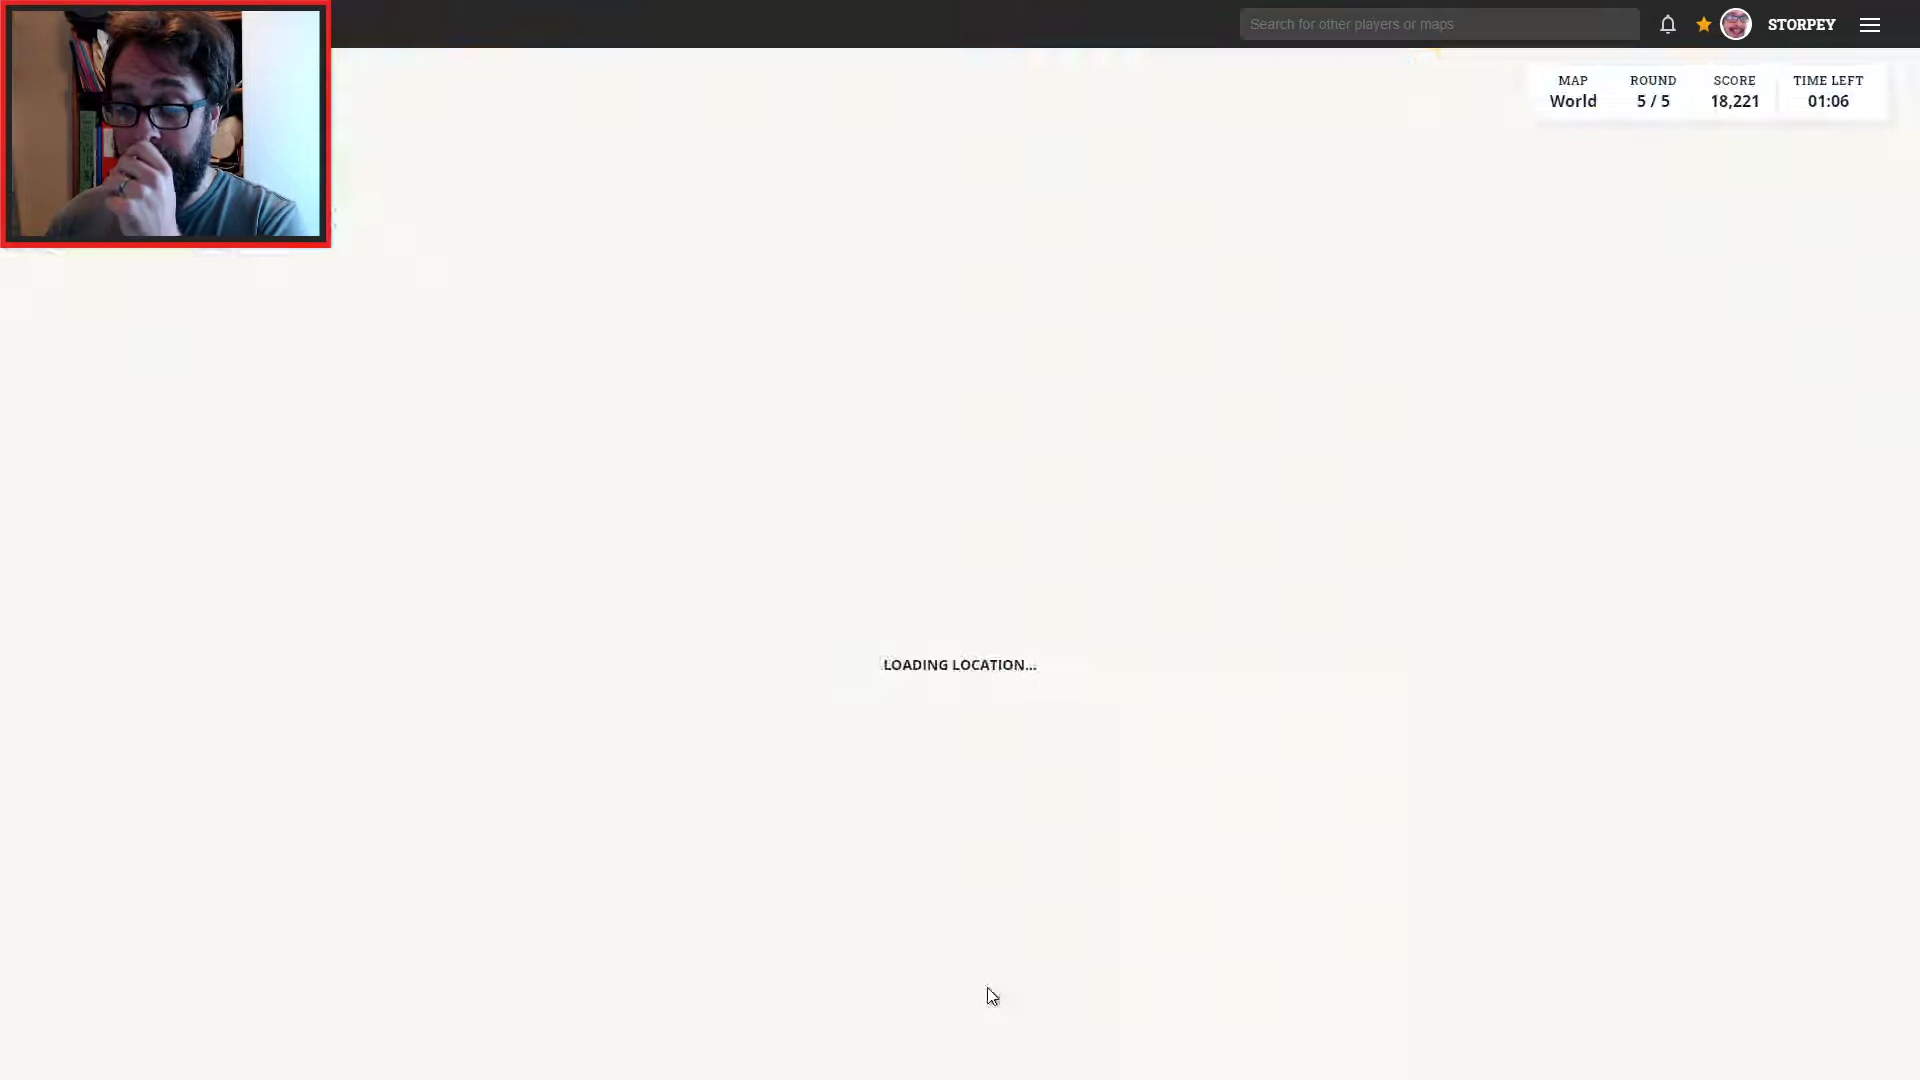 Search for other players or maps
STORPEY
MAP ROUND SCORE TIME LEFT
World 5 / 5 18,221 01:06
LOADING LOCATION...